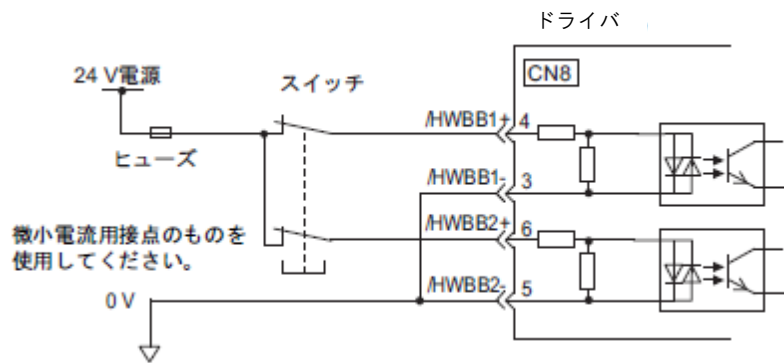 ドライバ
24 V電源
スイッチ
CN8
ヒューズ
/HWBB1+ 4
/HWBB1- 3
/HWBB2+ 6
/HWBB2- 5
微小電流用接点のものを
使用してください。
0 V